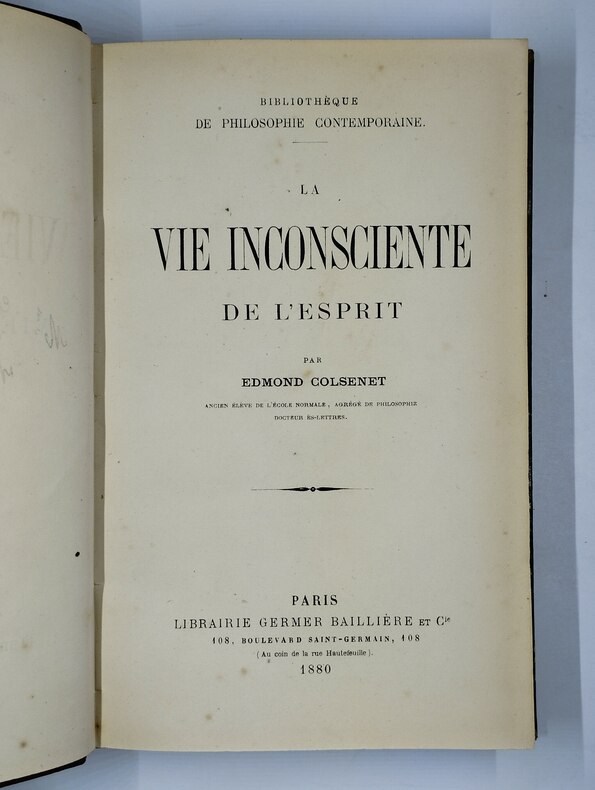 BIBLIOTHÈQUE
DE PHILOSOPHIE CONTEMPORAINE.
LA
VIE INCONSCIENTE
DE L'ESPRIT
PAR
EDMOND COLSENET
ANCIEN ÉLÈVE DE L'ÉCOLE NORMALE, AGRÉGÉ DE PHILOSOPHIE
DOCTEUR ÈS-LETTRES.
PARIS
LIBRAIRIE GERMER BAILLIÈRE ET Cie
108, BOULEVARD SAINT-GERMAIN, 108
(Au coin de la rue Hautefeuille).
1880